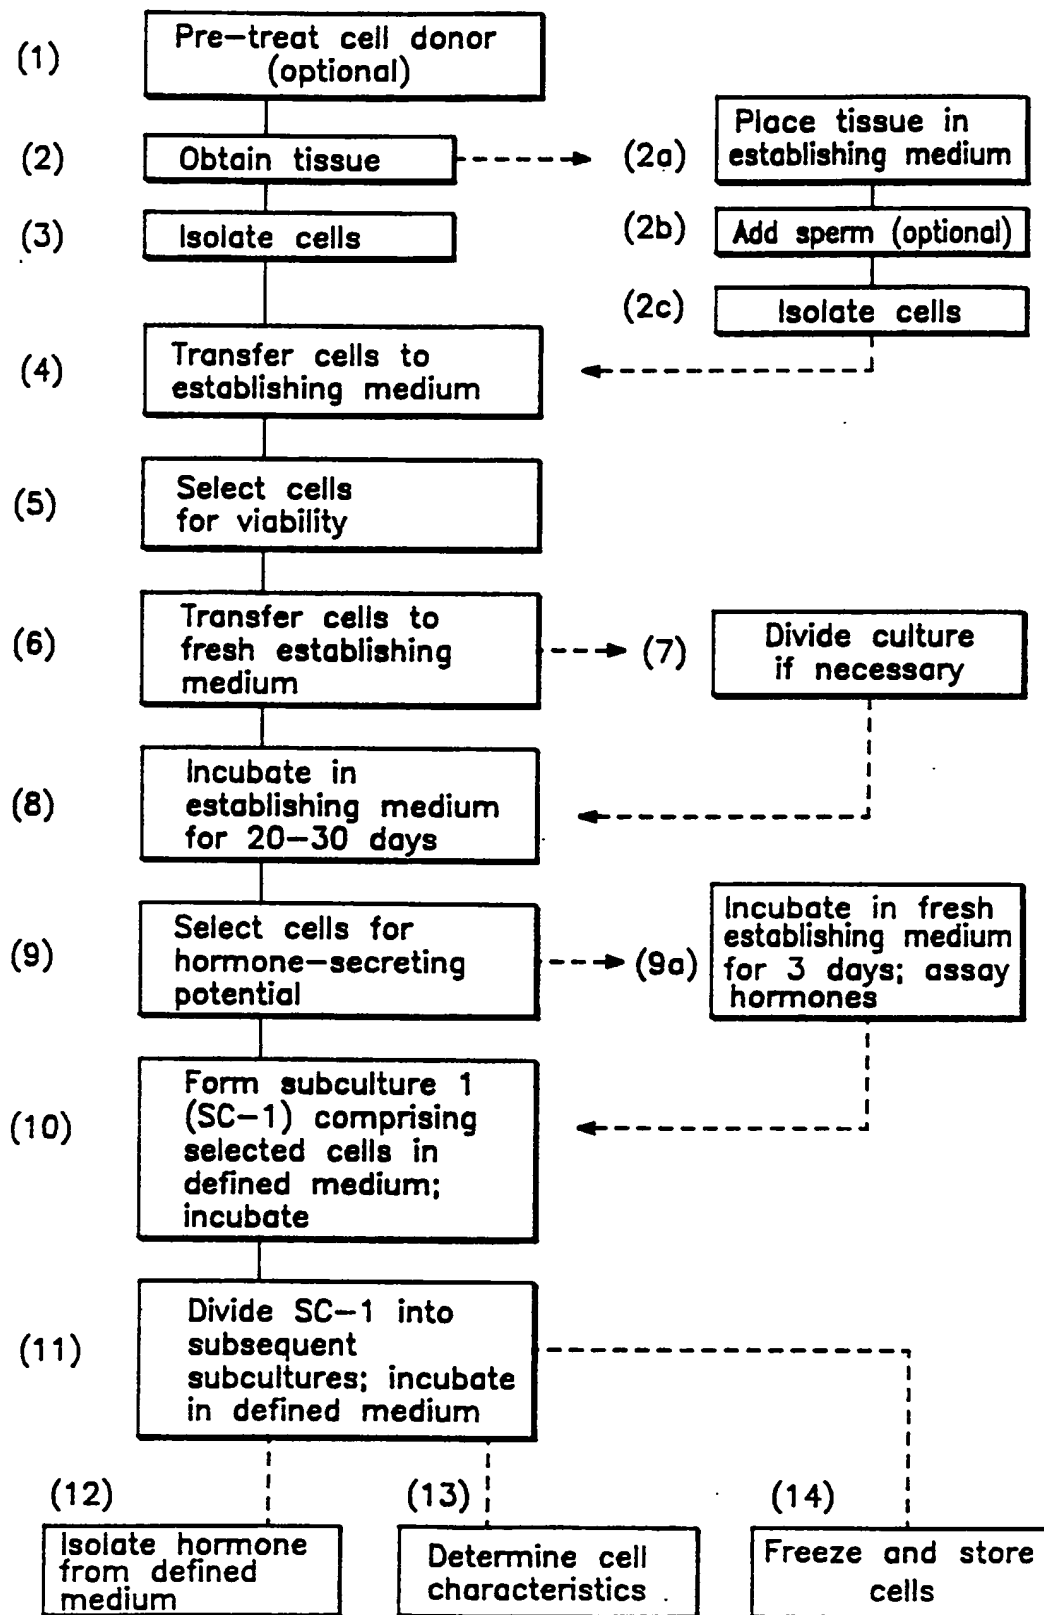 (1)
Pre-treat cell donor
(optional)
(2)
Obtain tissue
(2a)
Place tissue in
establishing medium
(3)
Isolate cells
(2b)
Add sperm (optional)
(2c)
Isolate cells
(4)
Transfer cells to
establishing medium
(5)
Select cells
for viability
(6)
Transfer cells to
fresh establishing
medium
(7)
Divide culture
if necessary
(8)
Incubate in
establishing medium
for 20-30 days
(9)
Select cells for
hormone-secreting
potential
(9a)
Incubate in fresh
establishing medium
for 3 days; assay
hormones
(10)
Form subculture 1
(SC-1) comprising
selected cells in
defined medium;
incubate
(11)
Divide SC-1 into
subsequent
subcultures; incubate
in defined medium
(12)
Isolate hormone
from defined
medium
(13)
Determine cell
characteristics
(14)
Freeze and store
cells